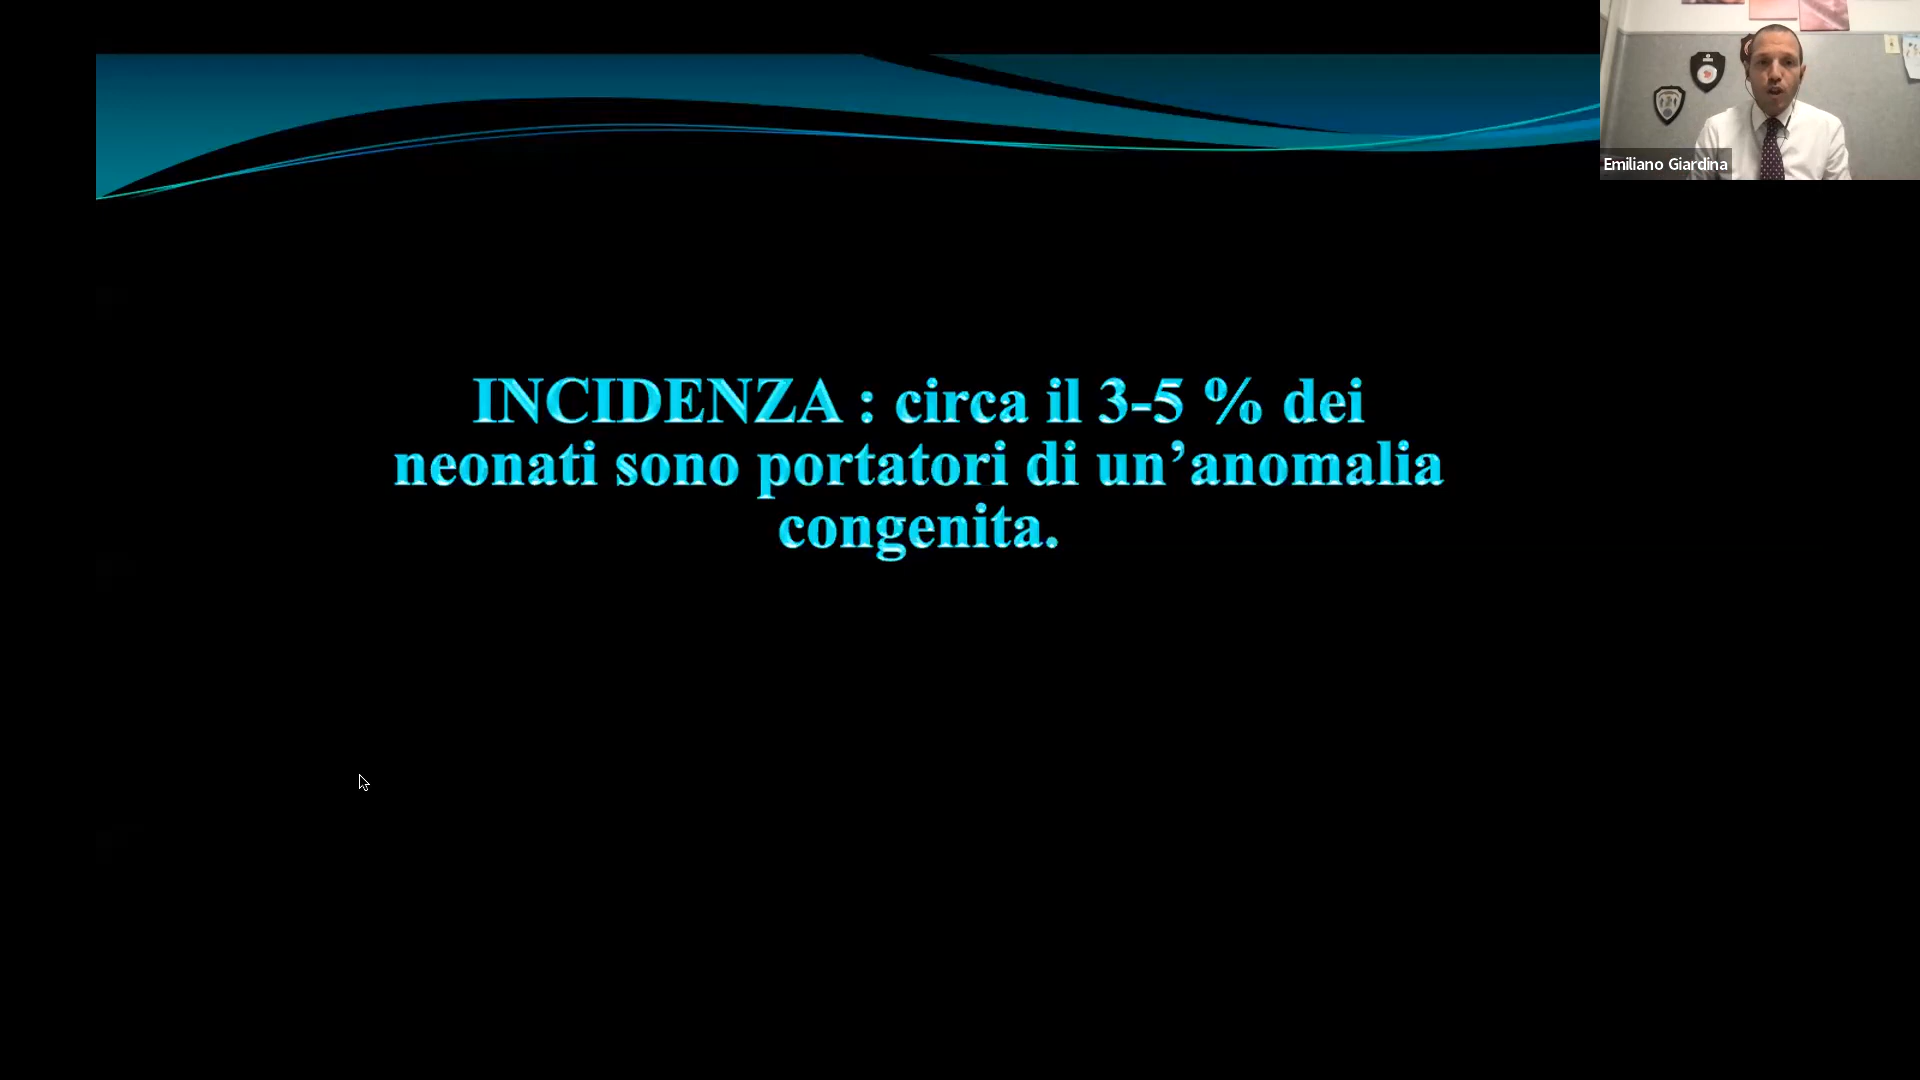 Emiliano Giardina
INCIDENZA : circa il 3-5 % dei
neonati sono portatori di un’anomalia
congenita.